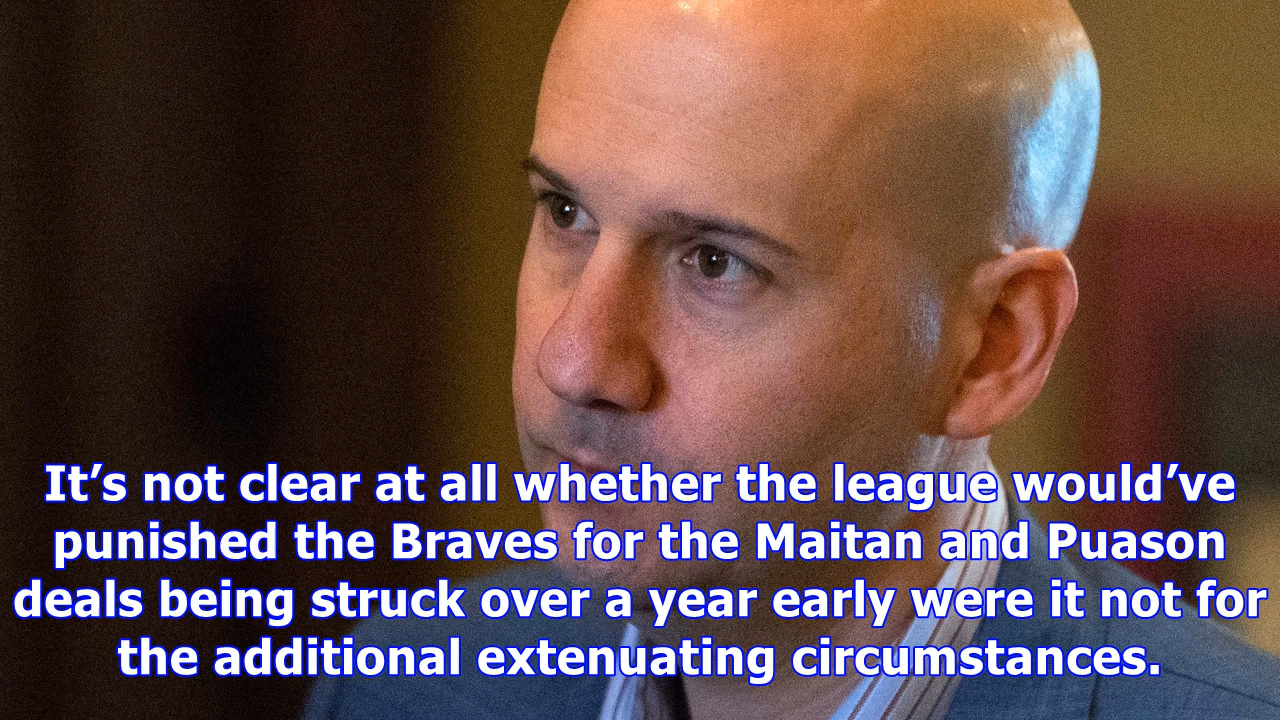 It’s not clear at all whether the league would’ve
punished the Braves for the Maitan and Puason
deals being struck over a year early were it not for
the additional extenuating circumstances.